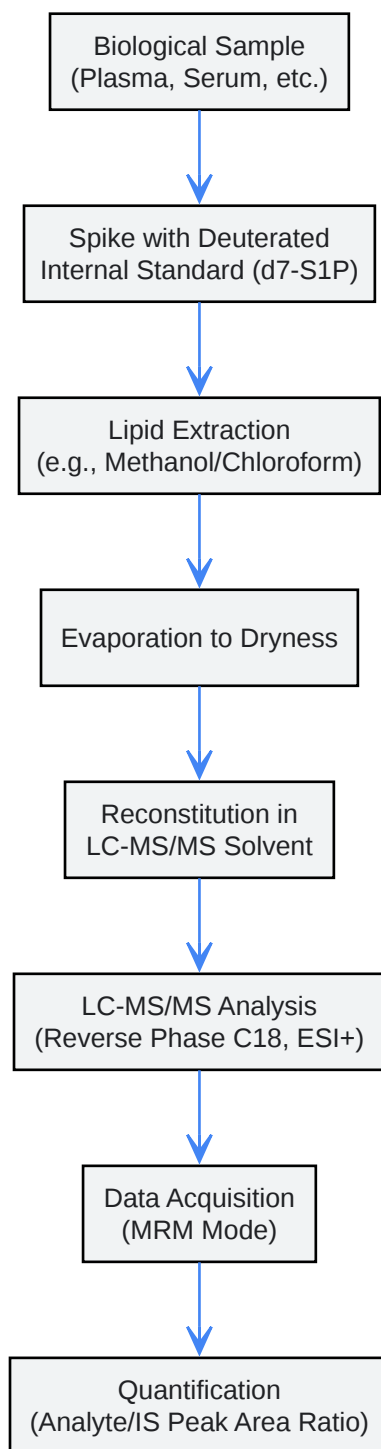 Biological Sample
(Plasma, Serum, etc.)
Spike with Deuterated
Internal Standard (d7-S1P)
Lipid Extraction
(e.g., Methanol/Chloroform)
Evaporation to Dryness
Reconstitution in
LC-MS/MS Solvent
LC-MS/MS Analysis
(Reverse Phase C18, ESI+)
Data Acquisition
(MRM Mode)
Quantification
(Analyte/IS Peak Area Ratio)